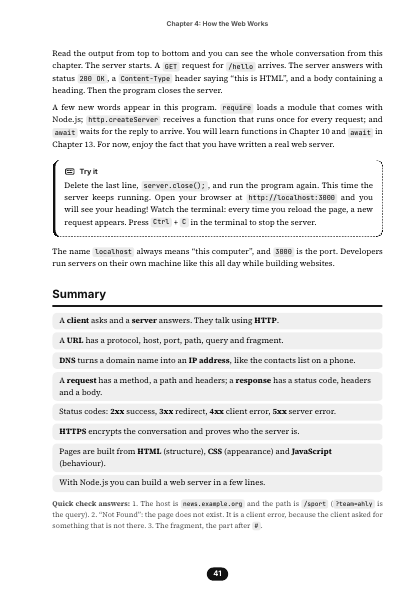 Chapter 4: How the Web Works
Read the output from top to bottom and you can see the whole conversation from this
chapter. The server starts. A GET request for /hello arrives. The server answers with
status 200 OK, a Content-Type header saying “this is HTML”, and a body containing a
heading. Then the program closes the server.
A few new words appear in this program. require loads a module that comes with
Node.js; http.createServer receives a function that runs once for every request; and
await waits for the reply to arrive. You will learn functions in Chapter 10 and await in
Chapter 13. For now, enjoy the fact that you have written a real web server.
Try it
Delete the last line, server.close();, and run the program again. This time the
server keeps running. Open your browser at http://localhost:3000 and you
will see your heading! Watch the terminal: every time you reload the page, a new
request appears. Press Ctrl + C in the terminal to stop the server.
The name localhost always means “this computer”, and 3000 is the port. Developers
run servers on their own machine like this all day while building websites.
Summary
A client asks and a server answers. They talk using HTTP.
A URL has a protocol, host, port, path, query and fragment.
DNS turns a domain name into an IP address, like the contacts list on a phone.
A request has a method, a path and headers; a response has a status code, headers
and a body.
Status codes: 2xx success, 3xx redirect, 4xx client error, 5xx server error.
HTTPS encrypts the conversation and proves who the server is.
Pages are built from HTML (structure), CSS (appearance) and JavaScript
(behaviour).
With Node.js you can build a web server in a few lines.
Quick check answers: 1. The host is news.example.org and the path is /sport (?team=ahly is
the query). 2. “Not Found”: the page does not exist. It is a client error, because the client asked for
something that is not there. 3. The fragment, the part after #.
41